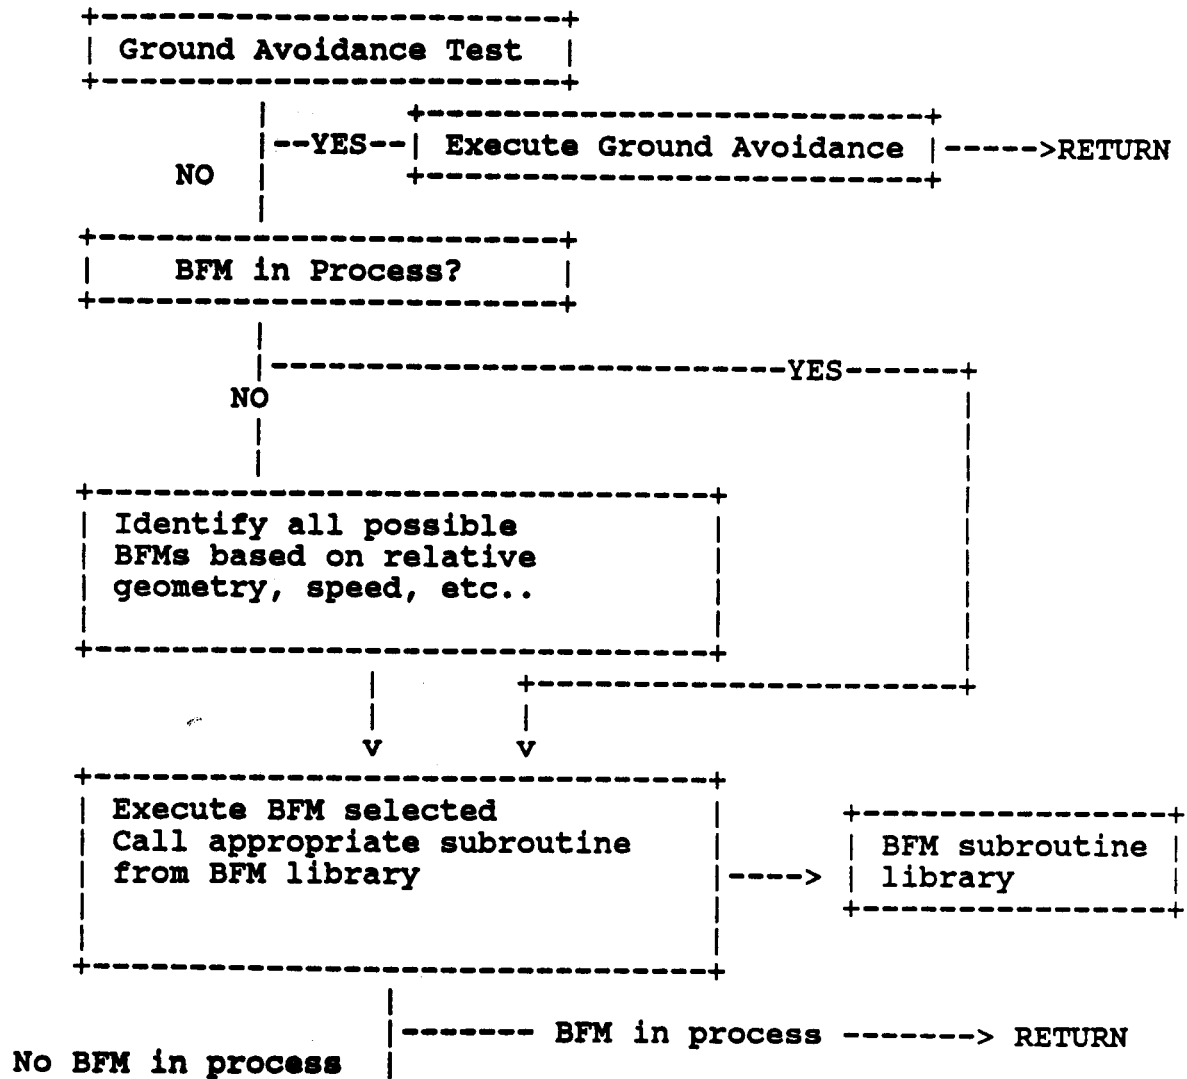 Ground Avoidance Test
YES
Execute Ground Avoidance
RETURN
NO
BFM in Process?
YES
NO
Identify all possible
BFMs based on relative
geometry, speed, etc..
Execute BFM selected
Call appropriate subroutine
from BFM library
BFM subroutine
library
BFM in process
RETURN
No BFM in process